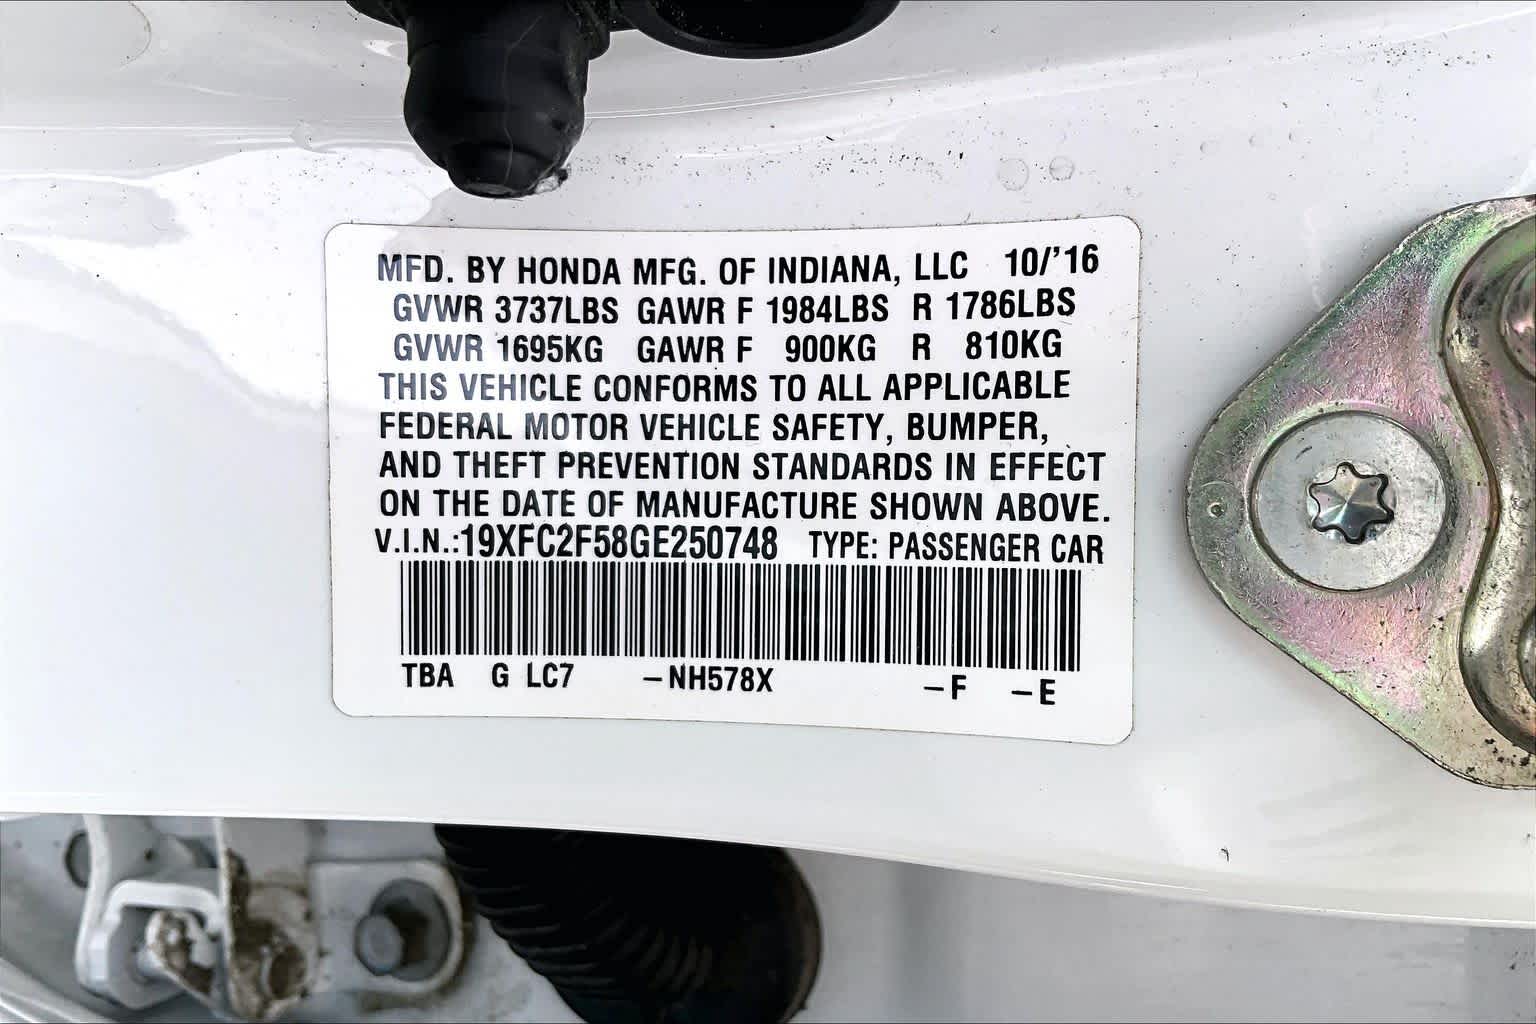 MFD. BY HONDA MFG. OF INDIANA, LLC 10/'16
GVWR 3737LBS GAWR F 1984LBS R 1786LBS
GVWR 1695KG GAWR F 900KG R 810KG
THIS VEHICLE CONFORMS TO ALL APPLICABLE
FEDERAL MOTOR VEHICLE SAFETY, BUMPER,
AND THEFT PREVENTION STANDARDS IN EFFECT
ON THE DATE OF MANUFACTURE SHOWN ABOVE.
V.I.N.:19XFC2F58GE250748 TYPE: PASSENGER CAR
TBA G LC7 –NH578X –F –E